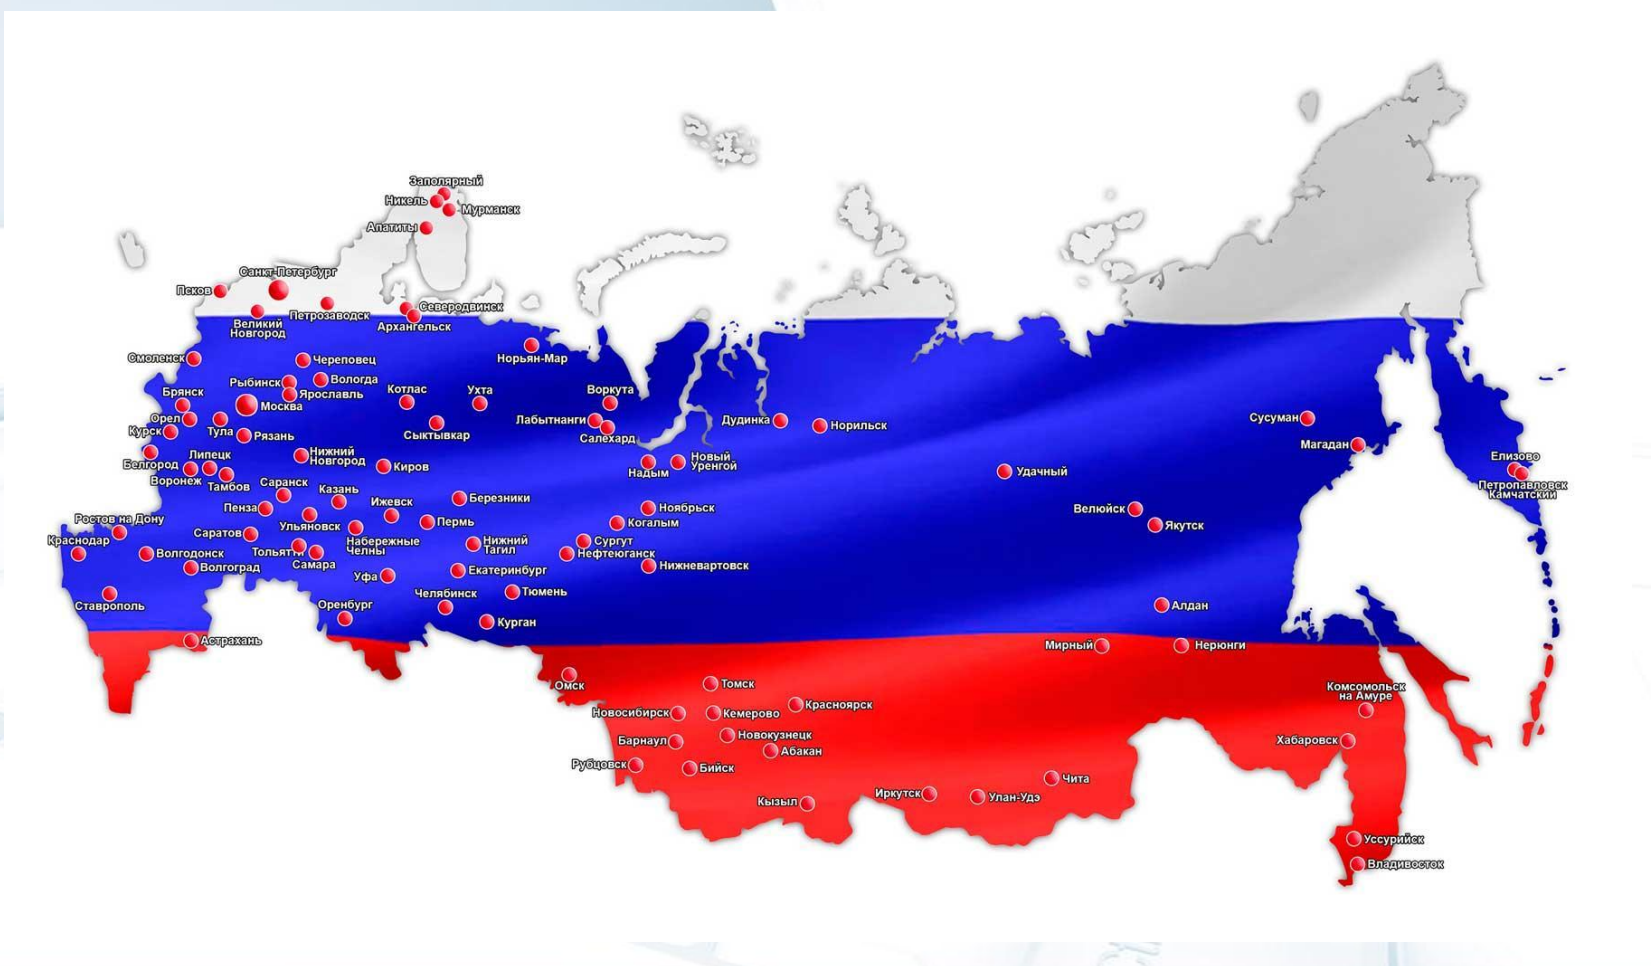 Заполярный
Никель
Мурманск
Апатиты
Санкт-Петербург
Псков
Северодвинск
Петрозаводск
Великий
Новгород
Архангельск
Смоленск
Череповец
Норьян-Мар
Рыбинск
Вологда
Брянск
Ярославль
Котлас
Ухта
Воркута
Москва
Орел
Тула
Лабытнанги
Дудинка
Норильск
Сусуман
Курск
Рязань
Сыктывкар
Салехард
Магадан
Нижний
Новгород
Липецк
Белгород
Киров
Новый
Уренгой
Надым
Удачный
Елизово
Воронеж
Тамбов
Саранск
Казань
Петропавловск
Камчатский
Березники
Пенза
Ижевск
Ноябрьск
Велюйск
Ростов на Дону
Ульяновск
Пермь
Когалым
Якутск
Краснодар
Саратов
Набережные
Челны
Нижний
Тагил
Сургут
Волгодонск
Тольятти
Нефтеюганск
Самара
Волгоград
Нижневартовск
Уфа
Екатеринбург
Челябинск
Тюмень
Ставрополь
Оренбург
Алдан
Курган
Астрахань
Мирный
Нерюнги
Омск
Томск
Комсомольск
на Амуре
Красноярск
Новосибирск
Кемерово
Новокузнецк
Барнаул
Абакан
Хабаровск
Рубцовск
Бийск
Чита
Кызыл
Иркутск
Улан-Удэ
Уссурийск
Владивосток